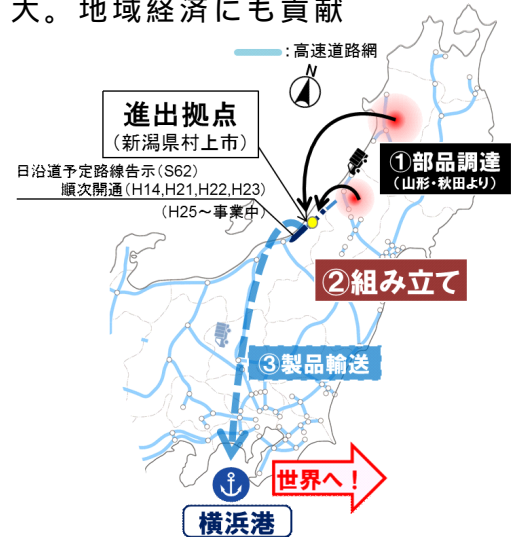 大。地域経済にも貢献
：高速道路網
N
進出拠点
(新潟県村上市)
日沿道予定路線告示(S62)
順次開通(H14,H21,H22,H23)
(H25～事業中)
①部品調達
(山形・秋田より)
②組み立て
③製品輸送
世界へ！
横浜港